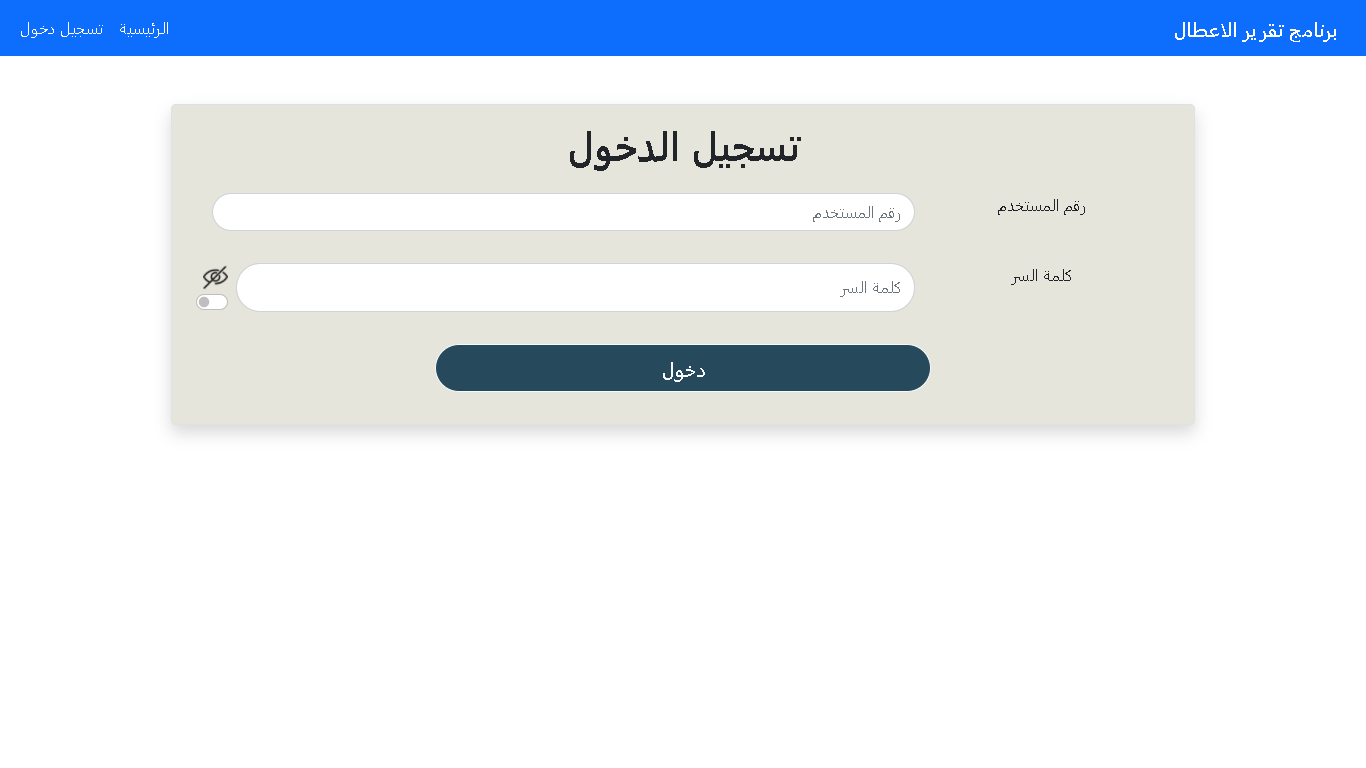 برنامج تقرير الاعطال
الرئيسية
تسجيل دخول
تسجيل الدخول
رقم المستخدم
رقم المستخدم
كلمة السر
كلمة السر
دخول